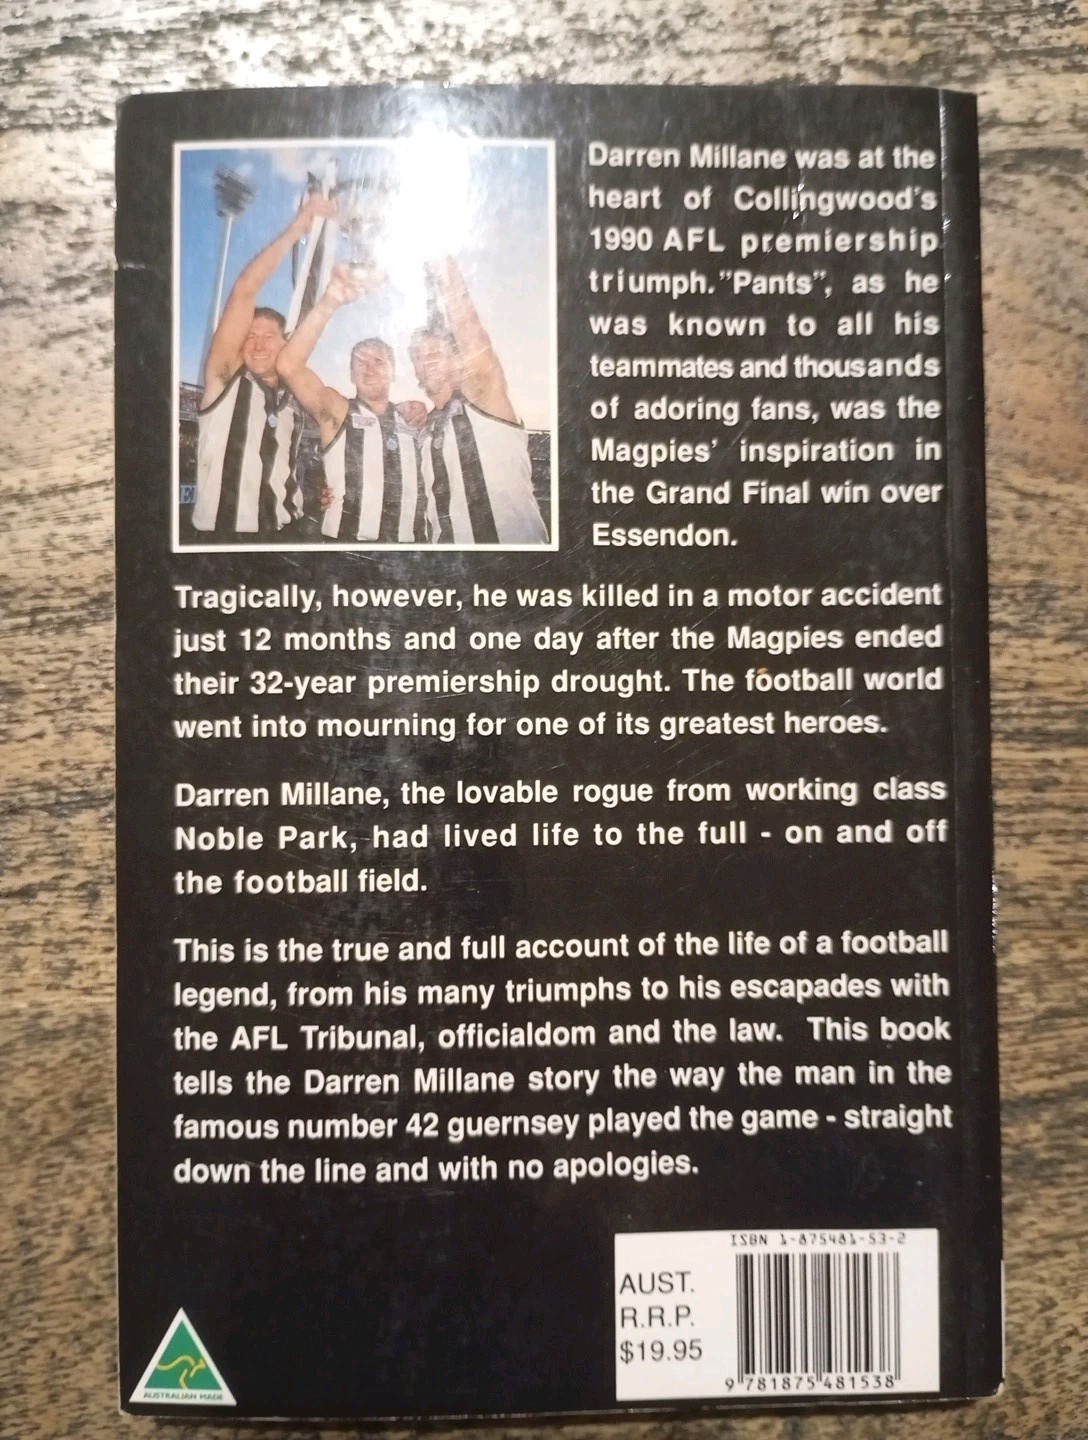 Darren Millane was at the
heart of Collingwood's
1990 AFL premiership
triumph."Pants", as he
was known to all his
teammates and thousands
of adoring fans, was the
Magpies' inspiration in
the Grand Final win over
Essendon.
Tragically, however, he was killed in a motor accident
just 12 months and one day after the Magpies ended
their 32-year premiership drought. The football world
went into mourning for one of its greatest heroes.
Darren Millane, the lovable rogue from working class
Noble Park, had lived life to the full - on and off
the football field.
This is the true and full account of the life of a football
legend, from his many triumphs to his escapades with
the AFL Tribunal, officialdom and the law. This book
tells the Darren Millane story the way the man in the
famous number 42 guernsey played the game - straight
down the line and with no apologies.
ISBN 1-875481-53-2
AUST.
R.R.P.
$19.95
9 781875 481538
AUSTRALIAN MADE